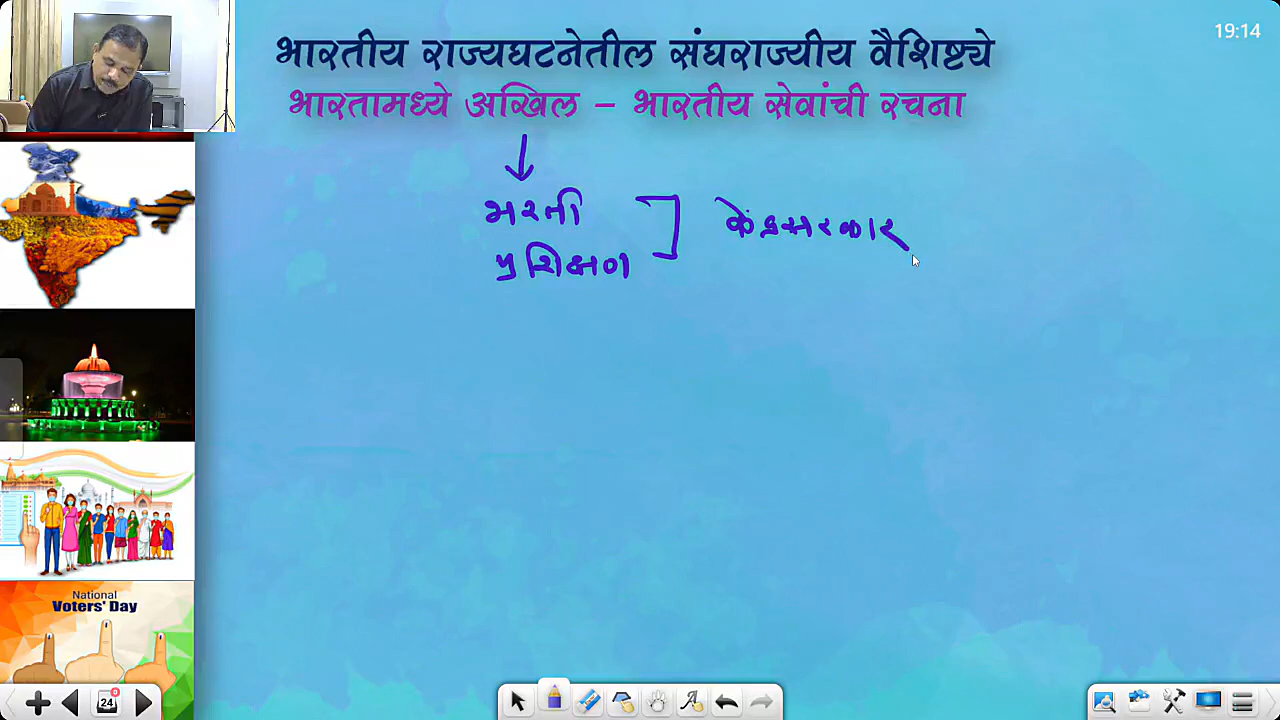 19:14
भारतीय राज्यघटनेतील संघराज्यीय वैशिष्ट्ये
भारतामध्ये अखिल – भारतीय सेवांची रचना
भरती
प्रशिक्षण
केंद्रसरकार
National
Voters' Day
24